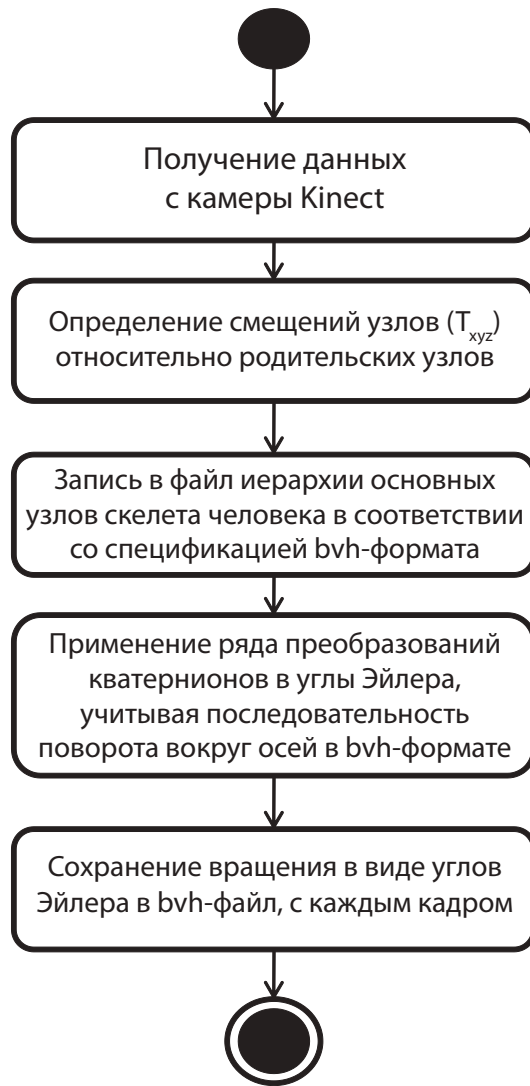 Получение данных
с камеры Kinect
Определение смещений узлов (T_xyz)
относительно родительских узлов
Запись в файл иерархии основных
узлов скелета человека в соответствии
со спецификацией bvh-формата
Применение ряда преобразований
кватернионов в углы Эйлера,
учитывая последовательность
поворота вокруг осей в bvh-формате
Сохранение вращения в виде углов
Эйлера в bvh-файл, с каждым кадром